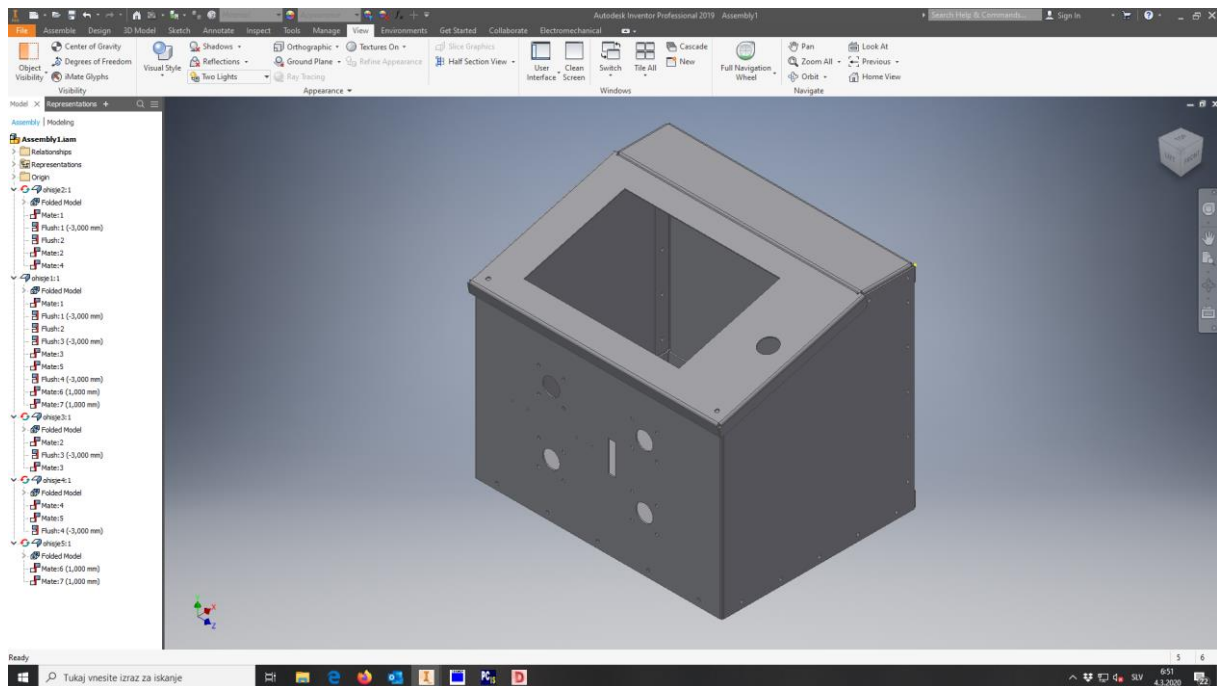 Autodesk Inventor Professional 2019 Assembly1
Search Help & Commands...
Sign In
File Assemble Design 3D Model Sketch Annotate Inspect Tools Manage View Environments Get Started Collaborate Electromechanical
Object Visibility
Center of Gravity
Degrees of Freedom
iMate Glyphs
Visibility
Visual Style
Shadows
Reflections
Two Lights
Orthographic
Ground Plane
Ray Tracing
Textures On
Refine Appearance
Appearance
Slice Graphics
Half Section View
User Interface
Clean Screen
Switch
Tile All
Cascade
New
Windows
Full Navigation Wheel
Pan
Zoom All
Orbit
Look At
Previous
Home View
Navigate
Model
Representations
Assembly | Modeling
Assembly1.iam
Relationships
Representations
Origin
ohisje2:1
Folded Model
Mate:1
Flush:1 (-3,000 mm)
Flush:2
Mate:2
Mate:4
ohisje1:1
Folded Model
Mate:1
Flush:1 (-3,000 mm)
Flush:2
Flush:3 (-3,000 mm)
Mate:3
Mate:5
Flush:4 (-3,000 mm)
Mate:6 (1,000 mm)
Mate:7 (1,000 mm)
ohisje3:1
Folded Model
Mate:2
Flush:3 (-3,000 mm)
Mate:3
ohisje4:1
Folded Model
Mate:4
Mate:5
Flush:4 (-3,000 mm)
ohisje5:1
Folded Model
Mate:6 (1,000 mm)
Mate:7 (1,000 mm)
TOP
LEFT FRONT
Y
X
Z
Ready
5 6
Tukaj vnesite izraz za iskanje
SLV
6:51
4.3.2020
22